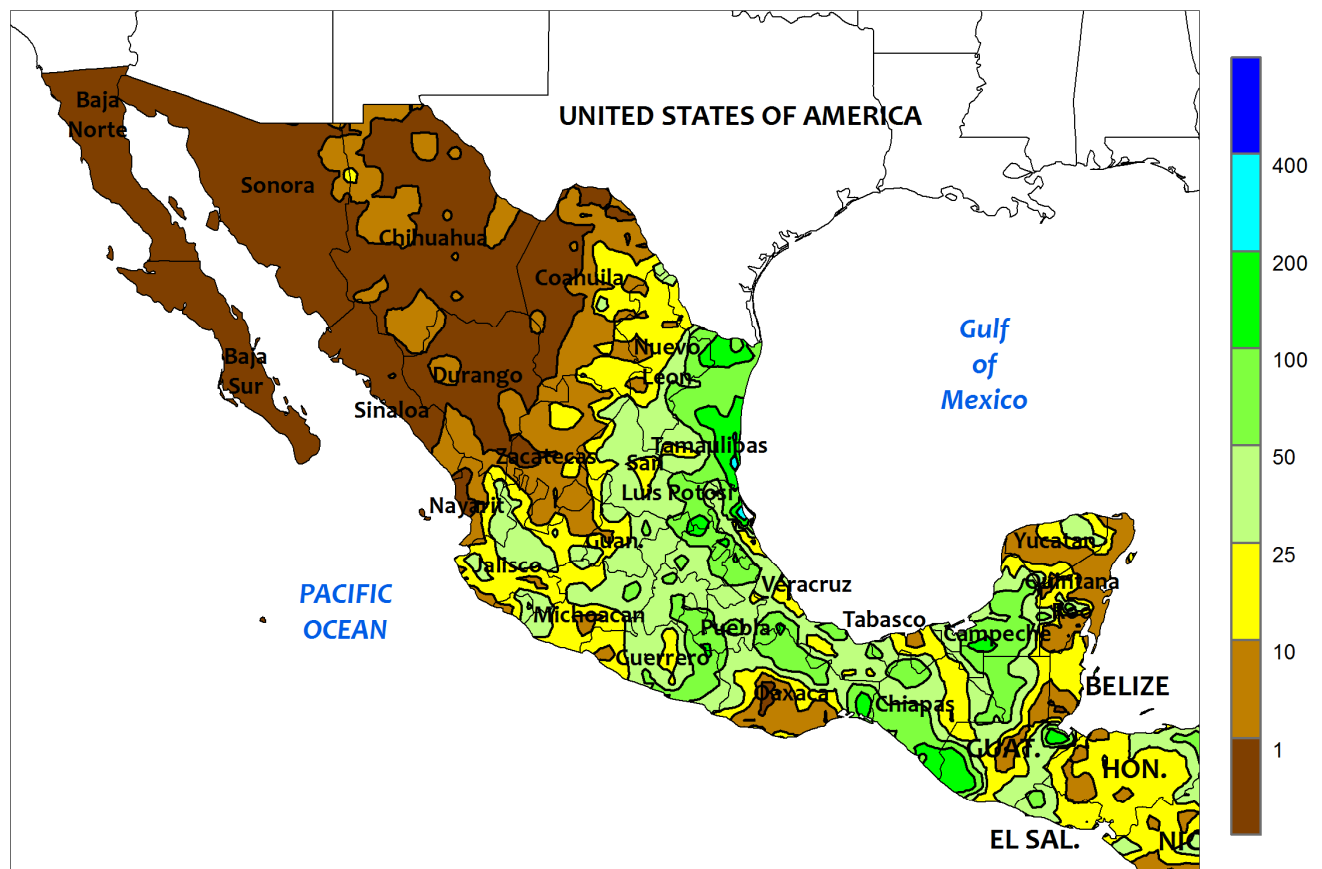 UNITED STATES OF AMERICA
Baja
Norte
Sonora
Chihuahua
Coahuila
Nuevo
Leon
Baja
Sur
Durango
Sinaloa
Tamaulipas
Zacatecas
San
Luis Potosi
Nayarit
Guan.
Jalisco
Michoacan
Veracruz
Puebla
Guerrero
Oaxaca
Tabasco
Chiapas
Campeche
Yucatan
Quintana
Roo
Gulf
of
Mexico
PACIFIC
OCEAN
BELIZE
GUAT.
HON.
EL SAL.
NIC
400
200
100
50
25
10
1